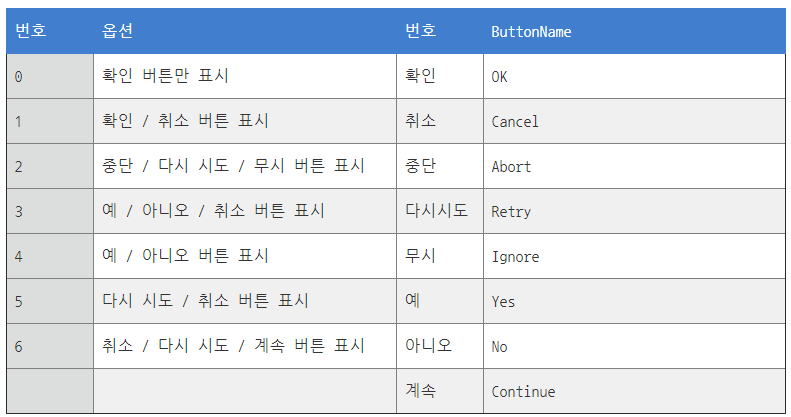 번호 옵션 번호 ButtonName
0 확인 버튼만 표시 확인 OK
1 확인 / 취소 버튼 표시 취소 Cancel
2 중단 / 다시 시도 / 무시 버튼 표시 중단 Abort
3 예 / 아니오 / 취소 버튼 표시 다시시도 Retry
4 예 / 아니오 버튼 표시 무시 Ignore
5 다시 시도 / 취소 버튼 표시 예 Yes
6 취소 / 다시 시도 / 계속 버튼 표시 아니오 No
계속 Continue